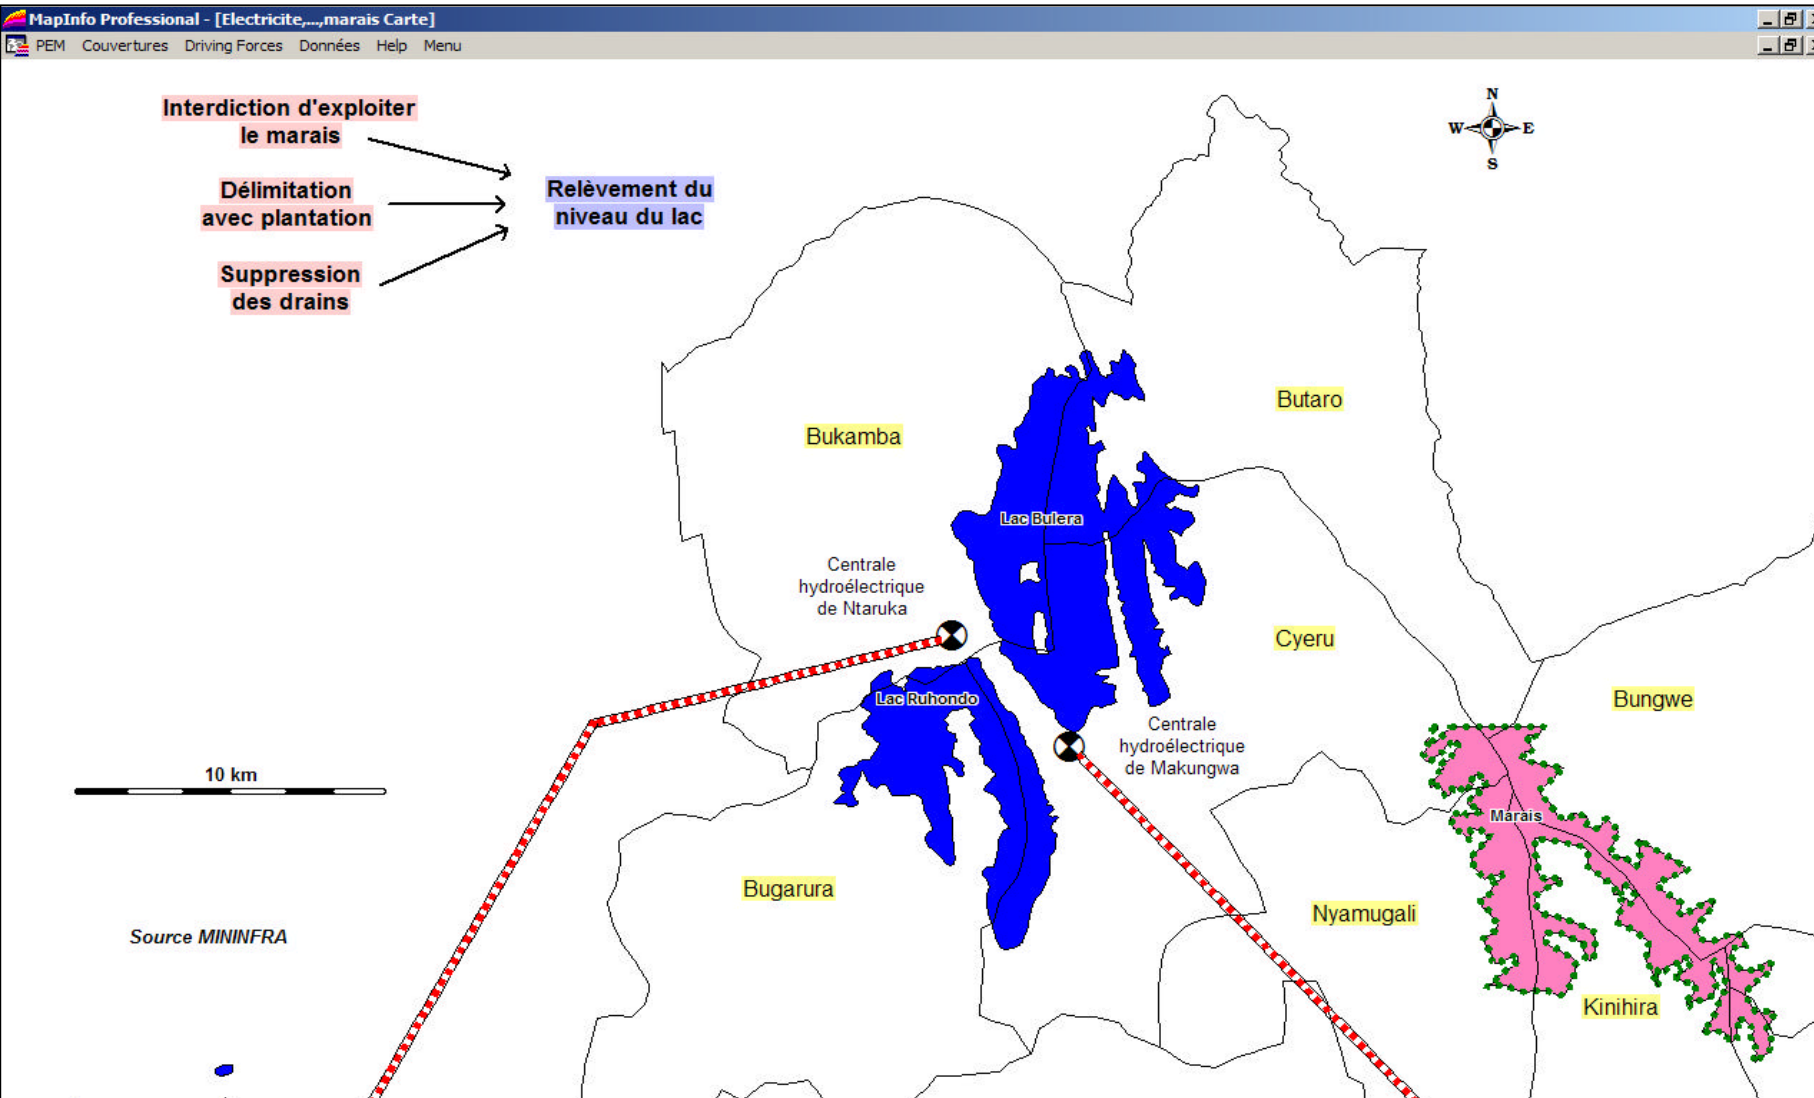 MapInfo Professional - [Electricite,...,marais Carte]
PEM Couvertures Driving Forces Données Help Menu
Interdiction d'exploiter
le marais
Délimitation
avec plantation
Suppression
des drains
Relèvement du
niveau du lac
N
W E
S
Butaro
Bukamba
Lac Bulera
Centrale
hydroélectrique
de Ntaruka
Cyeru
Lac Ruhondo
Bungwe
Centrale
hydroélectrique
de Makungwa
10 km
Marais
Bugarura
Nyamugali
Source MININFRA
Kinihira